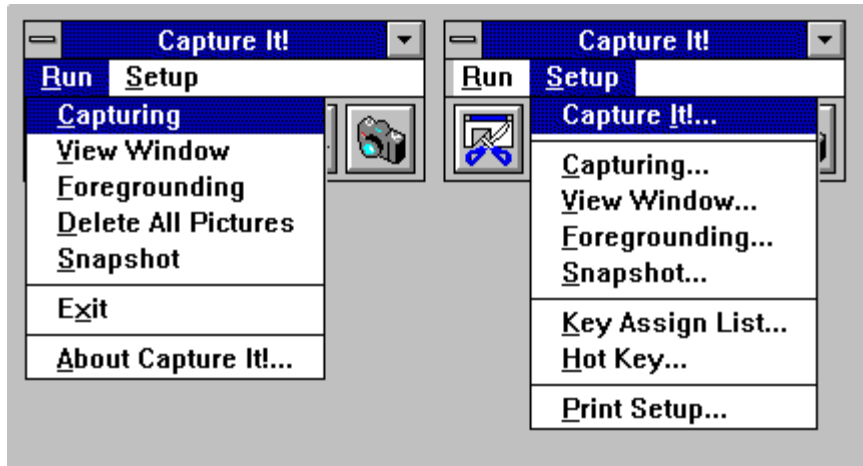 Capture It!
Run Setup
Capturing
View Window
Foregrounding
Delete All Pictures
Snapshot
Exit
About Capture It!...
Capture It!
Run Setup
Capture It!...
Capturing...
View Window...
Foregrounding...
Snapshot...
Key Assign List...
Hot Key...
Print Setup...